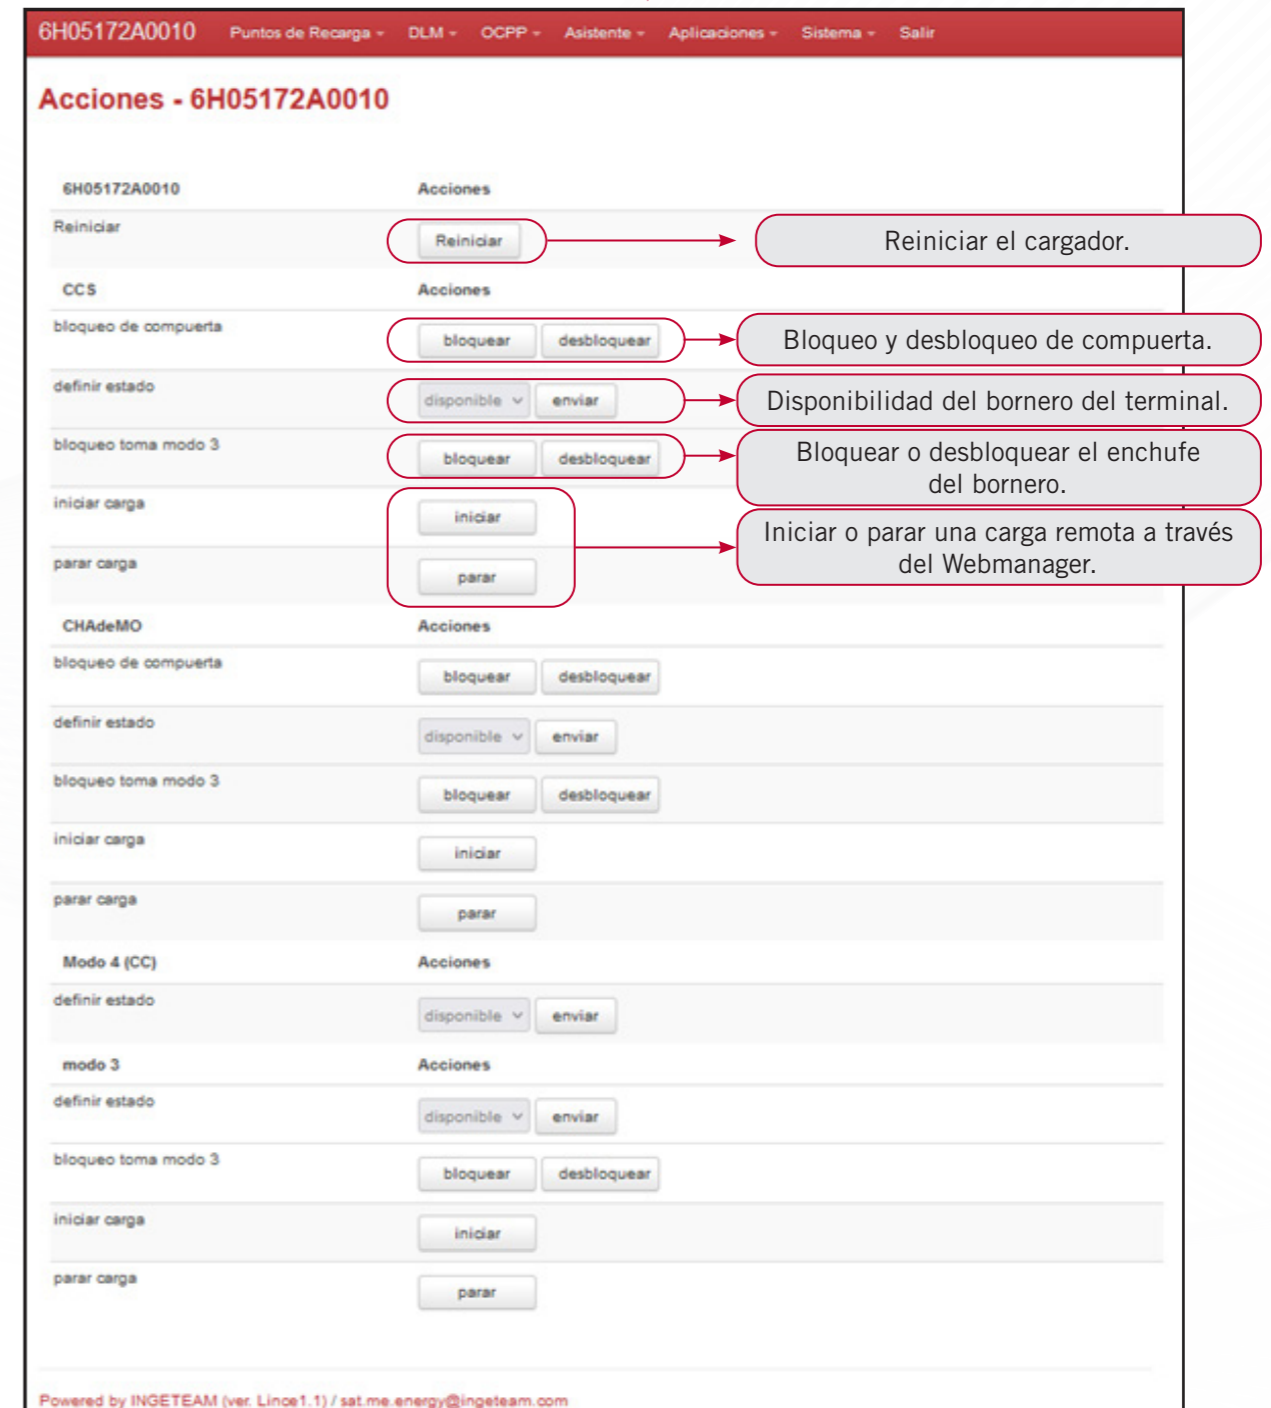 6H05172A0010 Puntos de Recarga DLM OCPP Asistente Aplicaciones Sistema Salir
Acciones - 6H05172A0010
6H05172A0010 Acciones
Reiniciar Reiniciar Reiniciar el cargador.
CCS Acciones
bloqueo de compuerta bloquear desbloquear Bloqueo y desbloqueo de compuerta.
definir estado disponible enviar Disponibilidad del bornero del terminal.
bloqueo toma modo 3 bloquear desbloquear Bloquear o desbloquear el enchufe
del bornero.
iniciar carga iniciar Iniciar o parar una carga remota a través
del Webmanager.
parar carga parar
CHAdeMO Acciones
bloqueo de compuerta bloquear desbloquear
definir estado disponible enviar
bloqueo toma modo 3 bloquear desbloquear
iniciar carga iniciar
parar carga parar
Modo 4 (CC) Acciones
definir estado disponible enviar
modo 3 Acciones
definir estado disponible enviar
bloqueo toma modo 3 bloquear desbloquear
iniciar carga iniciar
parar carga parar
Powered by INGETEAM (ver. Lince1.1) / sat.me.energy@ingeteam.com